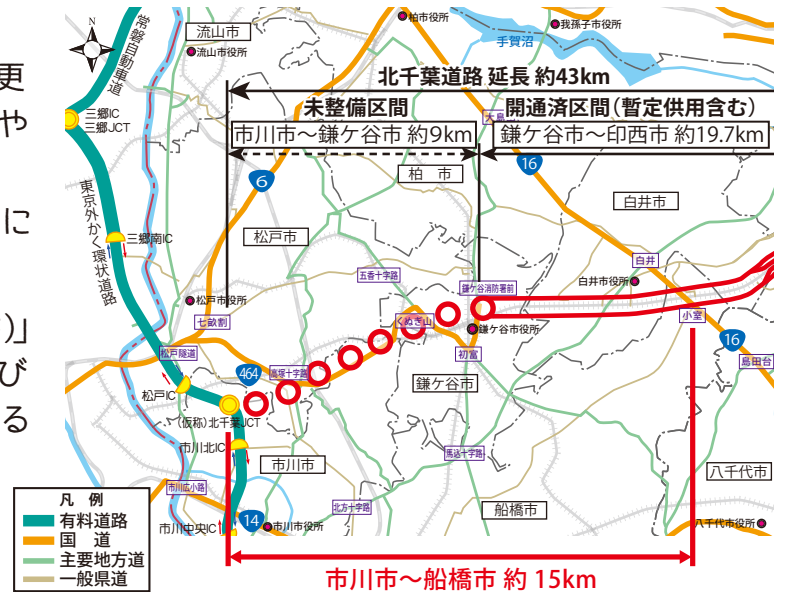 更
や
に
)」
び
る
N
常磐自動車道
流山市
流山市役所
柏市役所
我孫子市役所
手賀沼
北千葉道路 延長 約43km
三郷IC
三郷JCT
未整備区間
開通済区間(暫定供用含む)
市川市～鎌ケ谷市 約9km
鎌ケ谷市～印西市 約19.7km
6
16
柏 市
東京外かく環状道路
三郷南IC
松戸市
白井市
五香十字路
白井
白井市役所
鎌ケ谷消防署前
松戸市役所
七畝割
くぬぎ山
鎌ケ谷市役所
小室
16
松戸隧道
初富
島田台
464
高塚十字路
鎌ケ谷市
松戸IC
(仮称)北千葉JCT
市川北IC
市川市
馬込十字路
八千代市
市川広小路
北方十字路
船橋市
市川中央IC
14
市川市役所
八千代市役所
凡 例
有料道路
国 道
主要地方道
一般県道
市川市～船橋市 約 15km